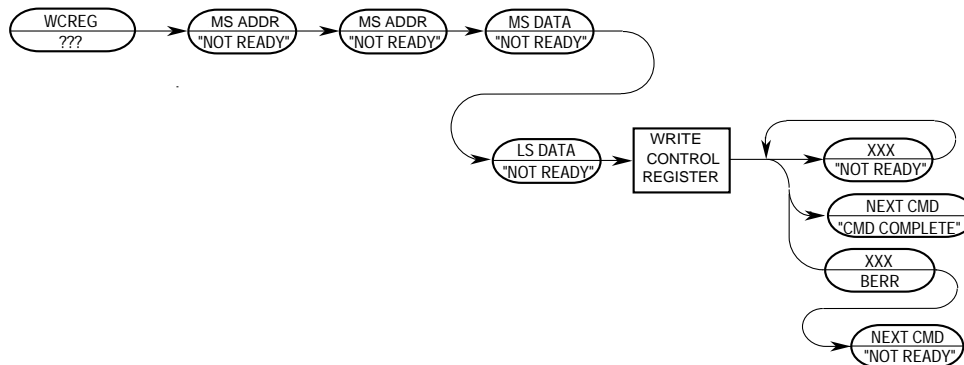 WCREG
???
MS ADDR
"NOT READY"
MS ADDR
"NOT READY"
MS DATA
"NOT READY"
LS DATA
"NOT READY"
WRITE
CONTROL
REGISTER
XXX
"NOT READY"
NEXT CMD
"CMD COMPLETE"
XXX
BERR
NEXT CMD
"NOT READY"